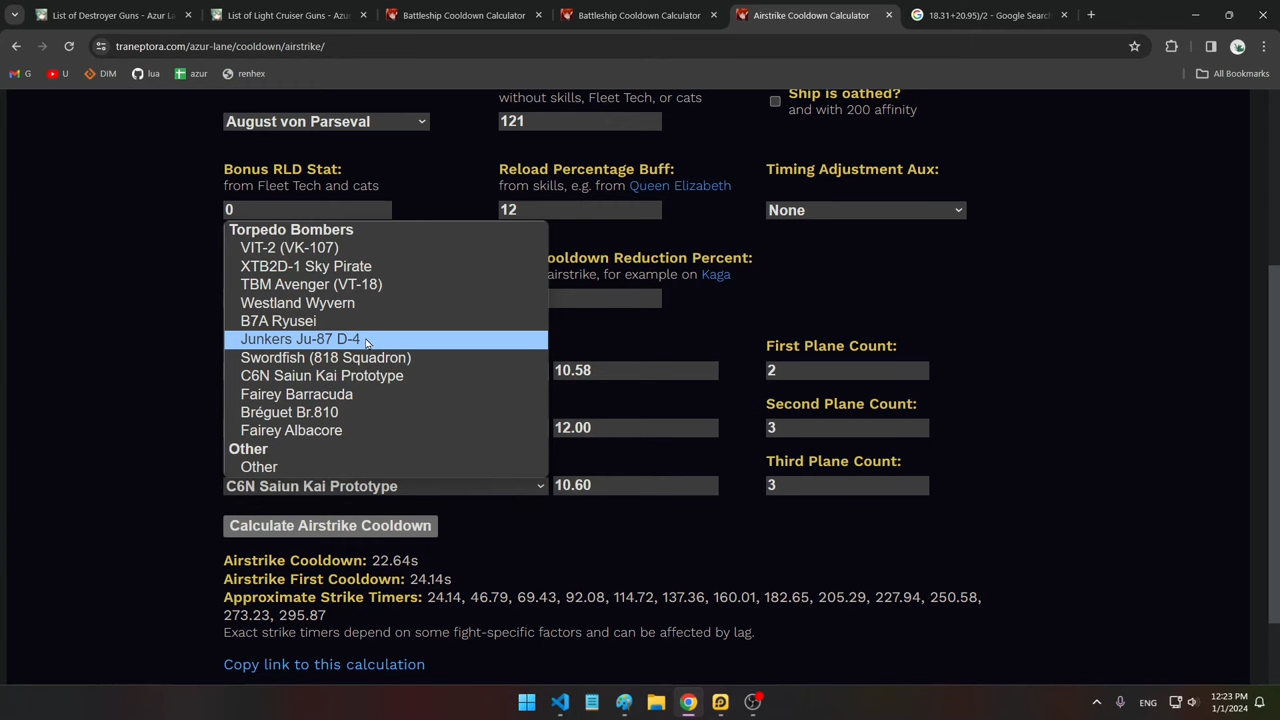 List of Destroyer Guns - Azur La
List of Light Cruiser Guns - Azu
Battleship Cooldown Calculator
Battleship Cooldown Calculator
Airstrike Cooldown Calculator
18.31+20.95)/2 - Google Search
traneptora.com/azur-lane/cooldown/airstrike/
G
U
DIM
lua
azur
renhex
All Bookmarks
without skills, Fleet Tech, or cats
Ship is oathed?
and with 200 affinity
August von Parseval
121
Bonus RLD Stat:
from Fleet Tech and cats
Reload Percentage Buff:
from skills, e.g. from Queen Elizabeth
Timing Adjustment Aux:
0
12
None
Torpedo Bombers
VIT-2 (VK-107)
XTB2D-1 Sky Pirate
TBM Avenger (VT-18)
Westland Wyvern
B7A Ryusei
Junkers Ju-87 D-4
Swordfish (818 Squadron)
C6N Saiun Kai Prototype
Fairey Barracuda
Bréguet Br.810
Fairey Albacore
Other
Other
ooldown Reduction Percent:
airstrike, for example on Kaga
First Plane Count:
10.58
2
Second Plane Count:
12.00
3
Third Plane Count:
C6N Saiun Kai Prototype
10.60
3
Calculate Airstrike Cooldown
Airstrike Cooldown: 22.64s
Airstrike First Cooldown: 24.14s
Approximate Strike Timers: 24.14, 46.79, 69.43, 92.08, 114.72, 137.36, 160.01, 182.65, 205.29, 227.94, 250.58,
273.23, 295.87
Exact strike timers depend on some fight-specific factors and can be affected by lag.
Copy link to this calculation
ENG
12:23 PM
1/1/2024